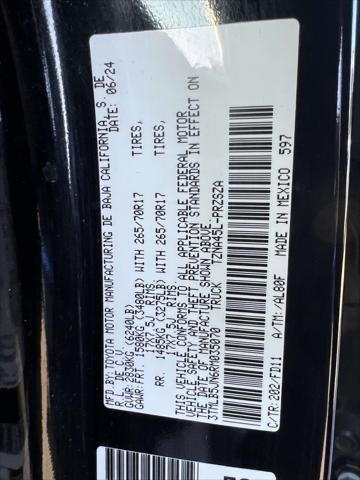 MFD.BY:TOYOTA MOTOR MANUFACTURING DE BAJA CALIFORNIA, S. DE
R.L. DE C.V. DATE: 06/24
GVWR:2830KG (6240LB)
GAWR:FRT. 1580KG (3480LB) WITH 265/70R17 TIRES,
17X7.5J RIMS.
RR. 1485KG (3275LB) WITH 265/70R17 TIRES,
17X7.5J RIMS.
THIS VEHICLE CONFORMS TO ALL APPLICABLE FEDERAL MOTOR
VEHICLE SAFETY AND THEFT PREVENTION STANDARDS IN EFFECT ON
THE DATE OF MANUFACTURE SHOWN ABOVE.
3TMLB5JN6RM035070 TRUCK TZNA45L-PRZSZA
C/TR:202/FD11 A/TM:/AL80F MADE IN MEXICO 597